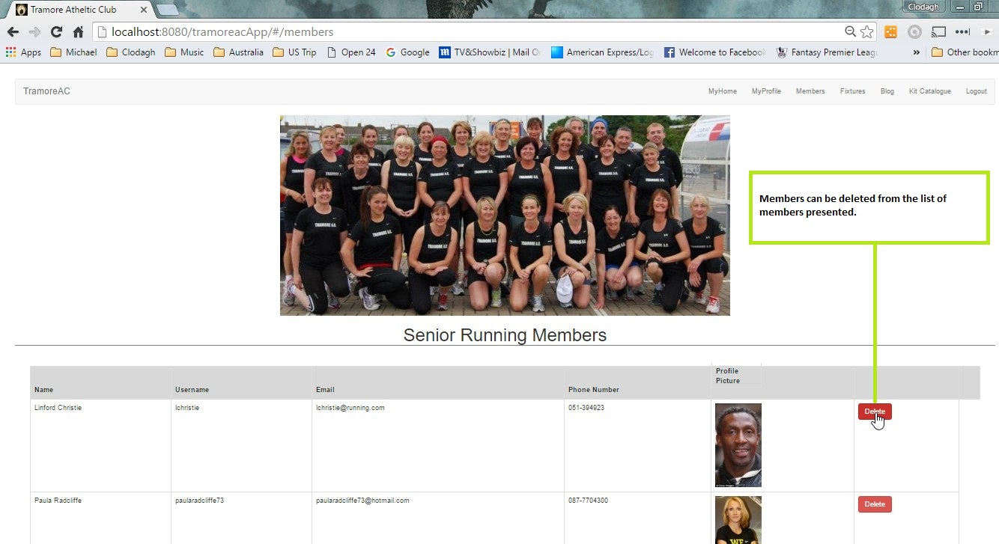 Tramore Atheltic Club
Clodagh
localhost:8080/tramoreacApp/#/members
Apps Michael Clodagh Music Australia US Trip Open 24 Google TV&Showbiz | Mail Or American Express/Log Welcome to Facebook Fantasy Premier Leagu » Other bookm
TramoreAC MyHome MyProfile Members Fixtures Blog Kit Catalogue Logout
TRAMORE A.C.
Members can be deleted from the list of
members presented.
Senior Running Members
Name Username Email Phone Number Profile
Picture
Linford Christie lchristie lchristie@running.com 051-394923 Delete
Paula Radcliffe paularadcliffe73 paularadcliffe73@hotmail.com 087-7704300 Delete